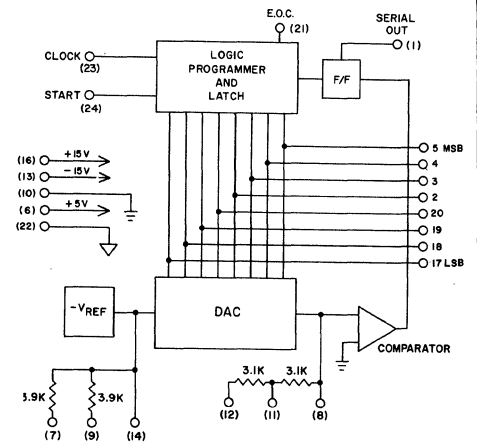 E.O.C.
(21)
SERIAL
OUT
(1)
CLOCK
(23)
START
(24)
LOGIC
PROGRAMMER
AND
LATCH
F/F
(16) +15V
(13) -15V
(10)
(6) +5V
(22)
5 MSB
4
3
2
20
19
18
17 LSB
-VREF
DAC
COMPARATOR
3.9K
3.9K
3.1K
3.1K
(7)
(9)
(14)
(12)
(11)
(8)